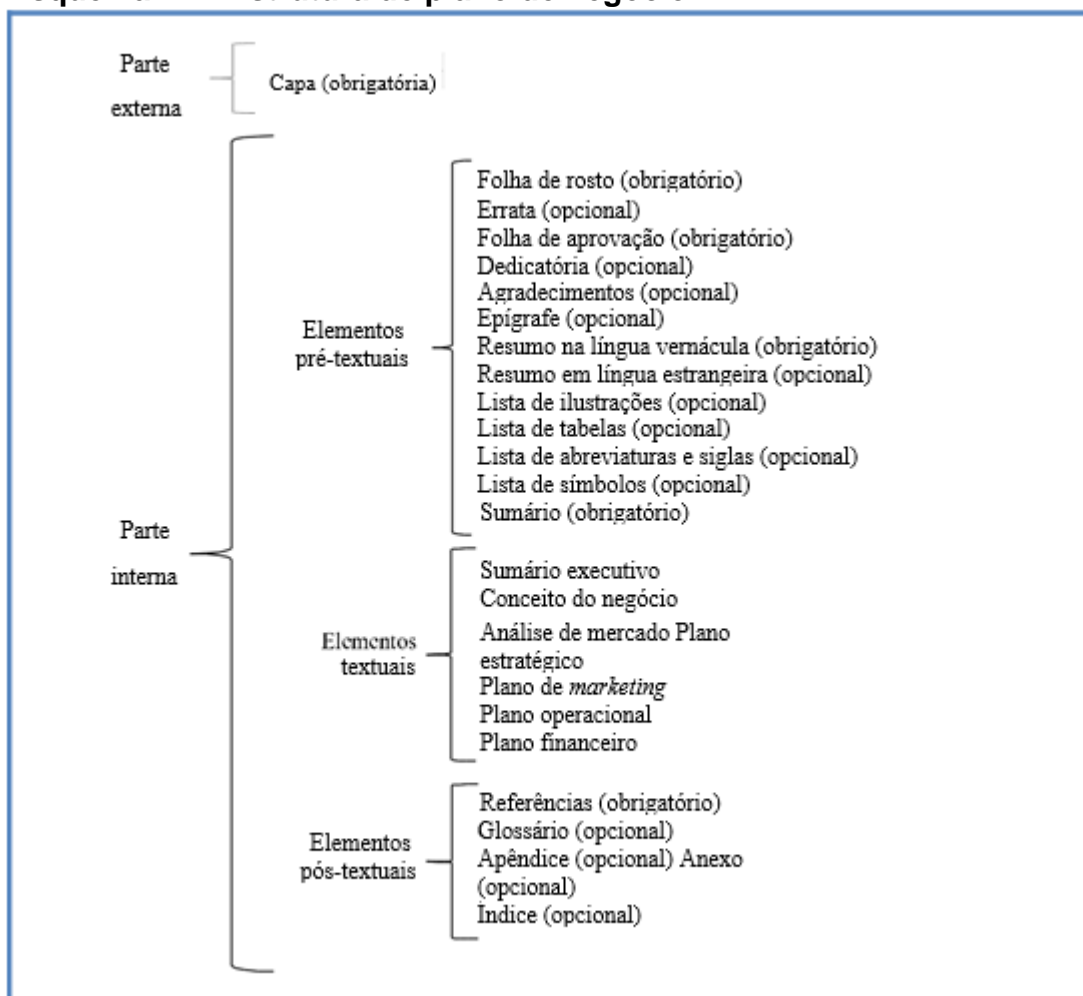 Parte
externa
Capa (obrigatória)
Parte
interna
Elementos
pré-textuais
Folha de rosto (obrigatório)
Errata (opcional)
Folha de aprovação (obrigatório)
Dedicatória (opcional)
Agradecimentos (opcional)
Epígrafe (opcional)
Resumo na língua vernácula (obrigatório)
Resumo em língua estrangeira (opcional)
Lista de ilustrações (opcional)
Lista de tabelas (opcional)
Lista de abreviaturas e siglas (opcional)
Lista de símbolos (opcional)
Sumário (obrigatório)
Elementos
textuais
Sumário executivo
Conceito do negócio
Análise de mercado Plano
estratégico
Plano de marketing
Plano operacional
Plano financeiro
Elementos
pós-textuais
Referências (obrigatório)
Glossário (opcional)
Apêndice (opcional) Anexo
(opcional)
Índice (opcional)